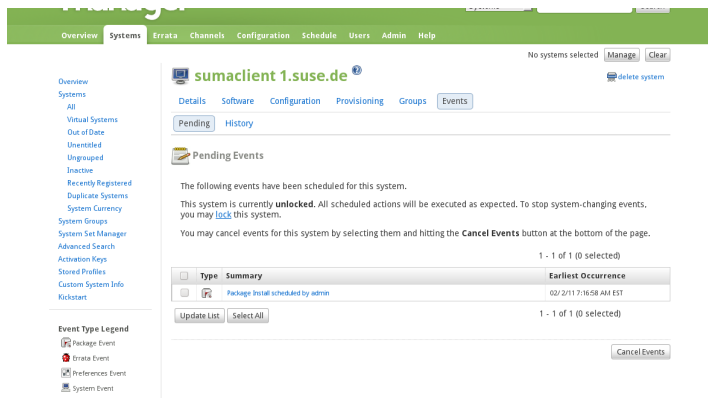 Overview Systems Errata Channels Configuration Schedule Users Admin Help
No systems selected Manage Clear
sumaclient 1.suse.de
delete system
Details Software Configuration Provisioning Groups Events
Pending History
Overview
Systems
All
Virtual Systems
Out of Date
Unentitled
Ungrouped
Inactive
Recently Registered
Duplicate Systems
System Currency
System Groups
System Set Manager
Advanced Search
Activation Keys
Stored Profiles
Custom System Info
Kickstart
Event Type Legend
Package Event
Errata Event
Preferences Event
System Event
Pending Events
The following events have been scheduled for this system.
This system is currently unlocked. All scheduled actions will be executed as expected. To stop system-changing events,
you may lock this system.
You may cancel events for this system by selecting them and hitting the Cancel Events button at the bottom of the page.
1 - 1 of 1 (0 selected)
Type Summary Earliest Occurrence
Package Install scheduled by admin 02/ 2/11 7:16:58 AM EST
Update List Select All 1 - 1 of 1 (0 selected)
Cancel Events